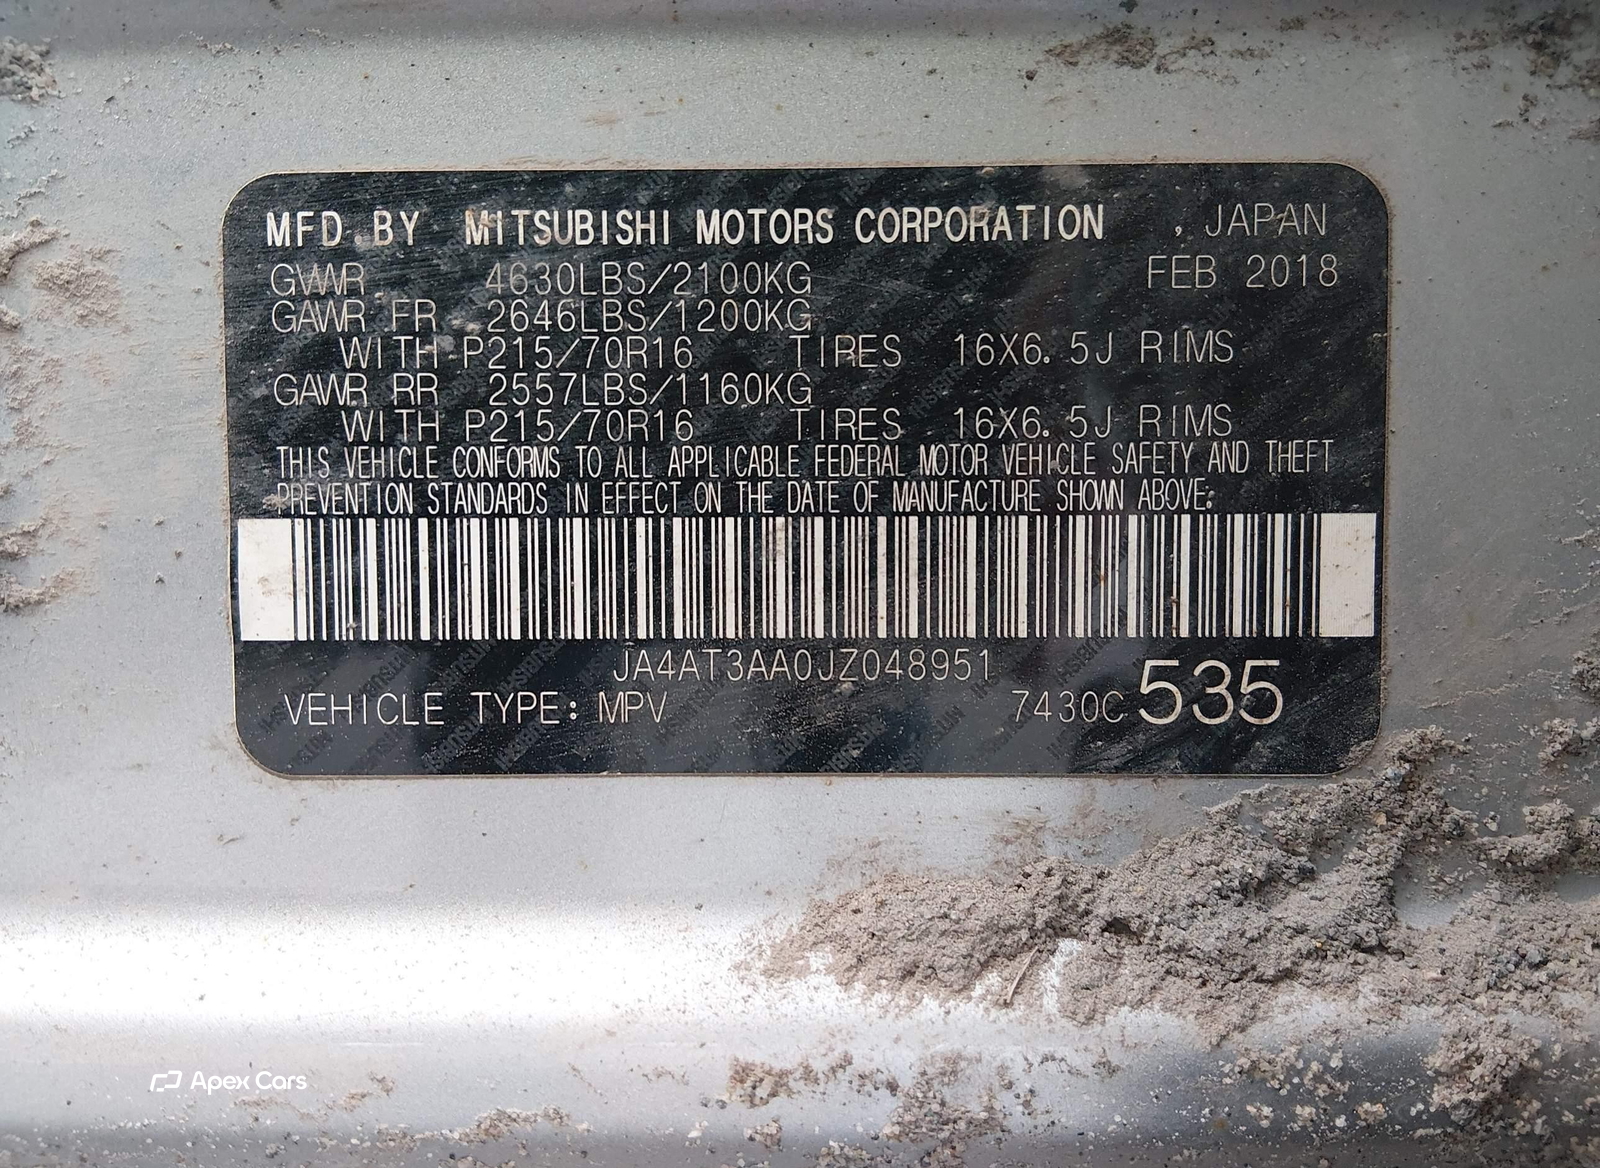 MFD.BY MITSUBISHI MOTORS CORPORATION , JAPAN
GVWR 4630LBS/2100KG FEB 2018
GAWR FR 2646LBS/1200KG
WITH P215/70R16 TIRES 16X6.5J RIMS
GAWR RR 2557LBS/1160KG
WITH P215/70R16 TIRES 16X6.5J RIMS
THIS VEHICLE CONFORMS TO ALL APPLICABLE FEDERAL MOTOR VEHICLE SAFETY AND THEFT
PREVENTION STANDARDS IN EFFECT ON THE DATE OF MANUFACTURE SHOWN ABOVE:
JA4AT3AA0JZ048951
VEHICLE TYPE: MPV 7430C 535
Apex Cars